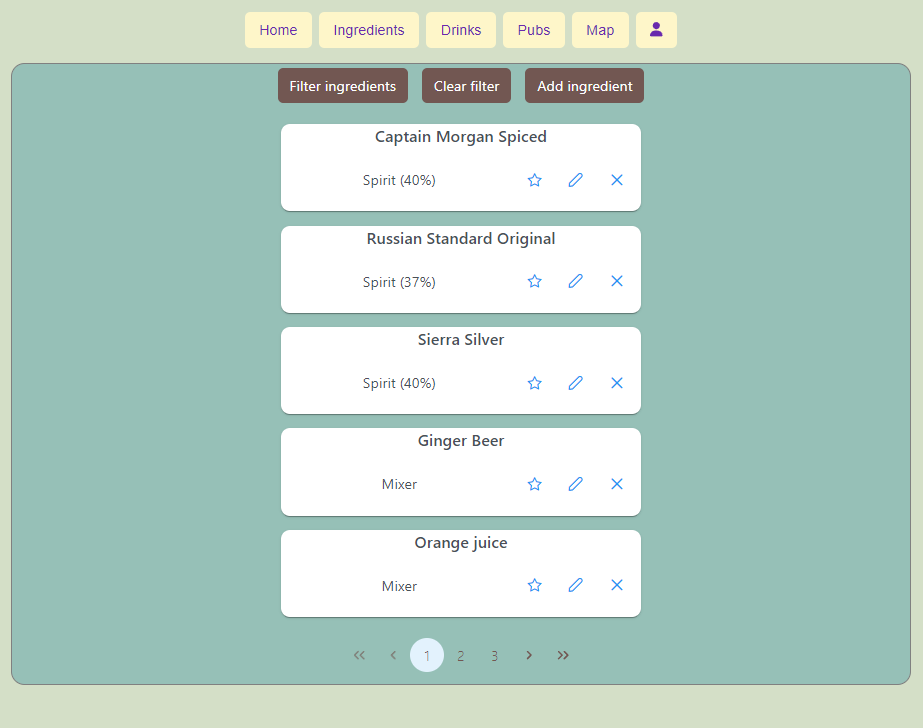 Home Ingredients Drinks Pubs Map
Filter ingredients Clear filter Add ingredient
Captain Morgan Spiced
Spirit (40%)
Russian Standard Original
Spirit (37%)
Sierra Silver
Spirit (40%)
Ginger Beer
Mixer
Orange juice
Mixer
1 2 3